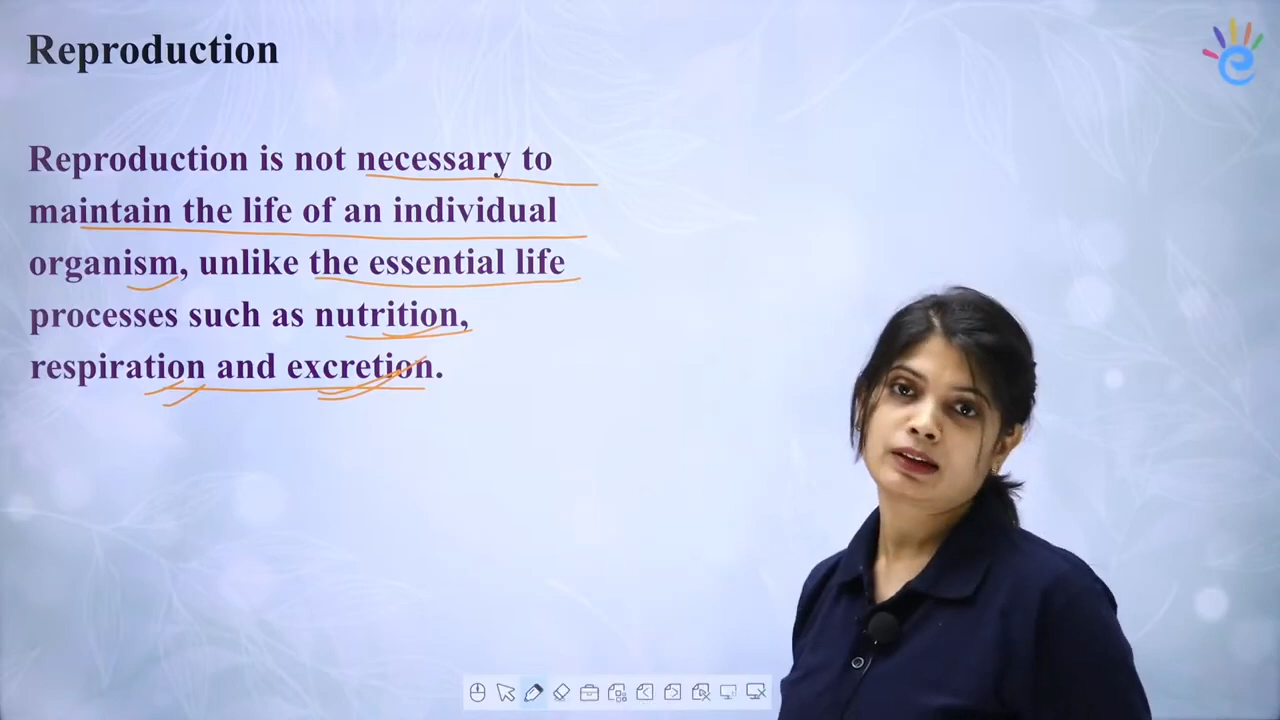 Reproduction
Reproduction is not necessary to
maintain the life of an individual
organism, unlike the essential life
processes such as nutrition,
respiration and excretion.